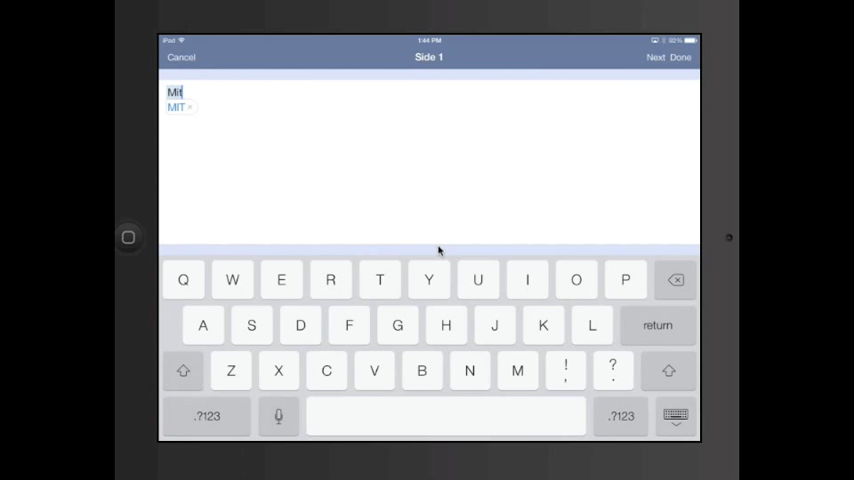 iPad 1:44 PM 92%
Cancel Side 1 Next Done
Mit
MIT ×
Q W E R T Y U I O P
A S D F G H J K L return
Z X C V B N M ! , ? .
.?123 .?123